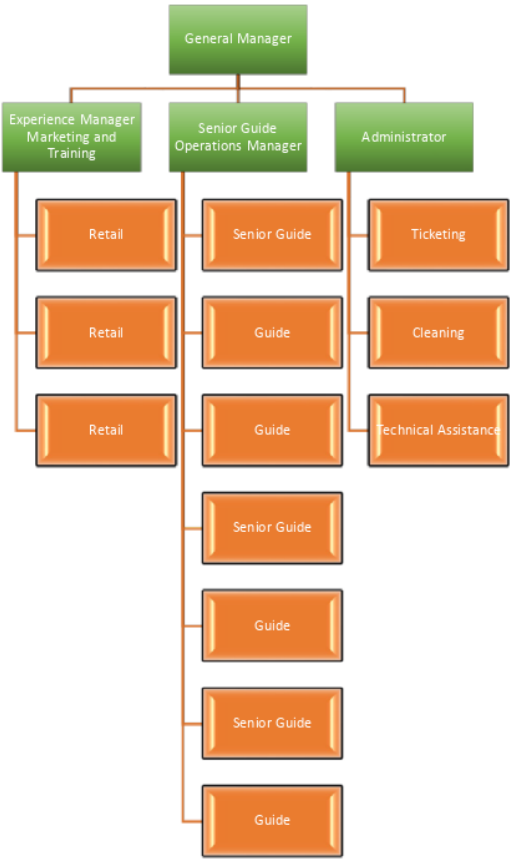 General Manager
Experience Manager
Marketing and
Training
Senior Guide
Operations Manager
Administrator
Retail
Senior Guide
Ticketing
Retail
Guide
Cleaning
Retail
Guide
Technical Assistance
Senior Guide
Guide
Senior Guide
Guide